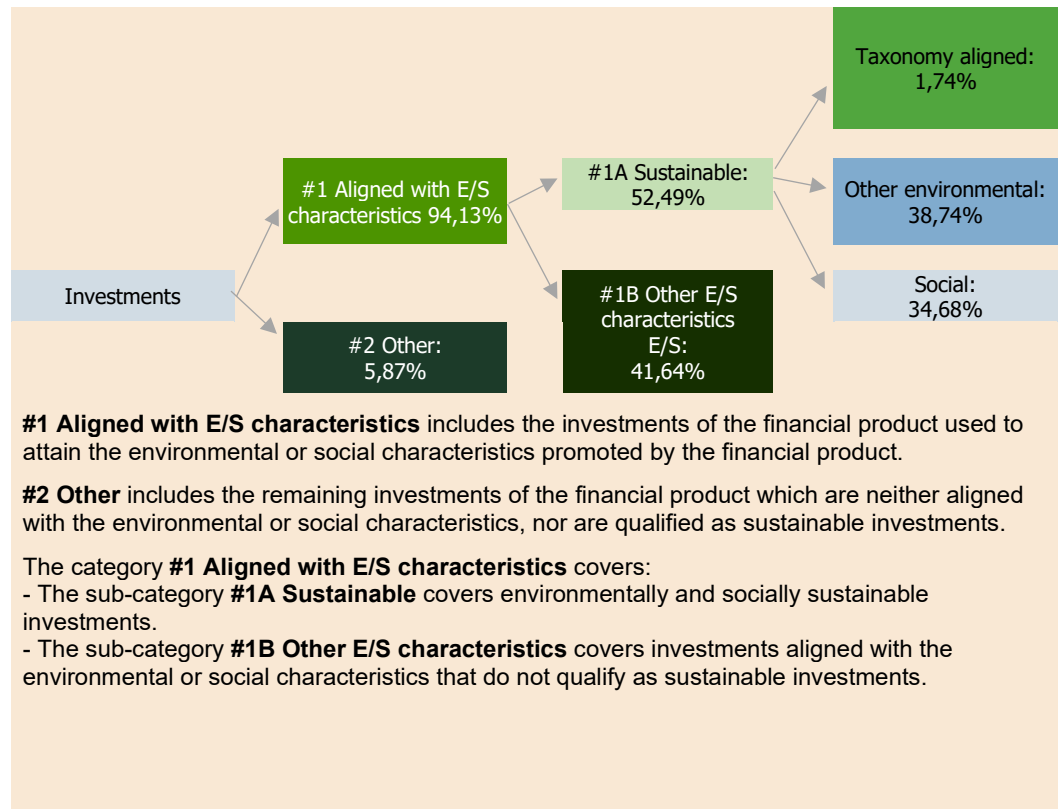 Taxonomy aligned:
1,74%
#1 Aligned with E/S
characteristics 94,13%
#1A Sustainable:
52,49%
Other environmental:
38,74%
Investments
#1B Other E/S
characteristics
E/S:
41,64%
Social:
34,68%
#2 Other:
5,87%
#1 Aligned with E/S characteristics includes the investments of the financial product used to
attain the environmental or social characteristics promoted by the financial product.
#2 Other includes the remaining investments of the financial product which are neither aligned
with the environmental or social characteristics, nor are qualified as sustainable investments.
The category #1 Aligned with E/S characteristics covers:
- The sub-category #1A Sustainable covers environmentally and socially sustainable
investments.
- The sub-category #1B Other E/S characteristics covers investments aligned with the
environmental or social characteristics that do not qualify as sustainable investments.